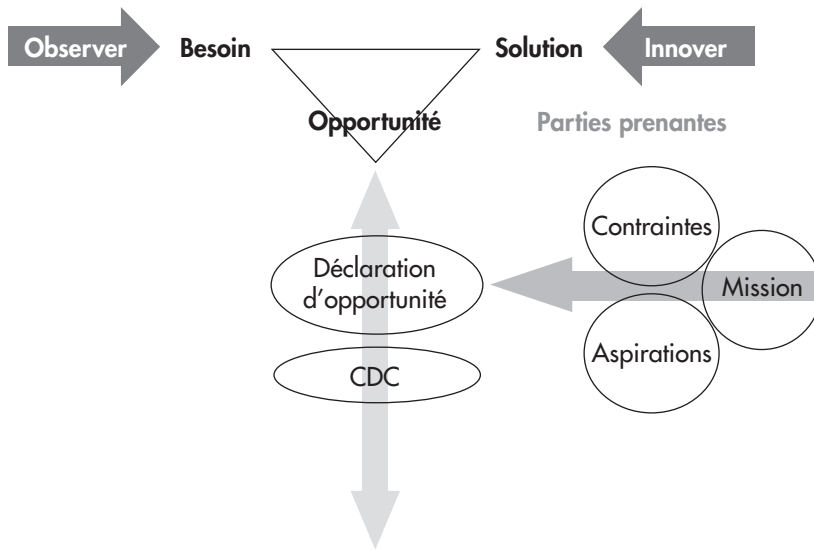 Observer
Besoin
Solution
Innover
Opportunité
Parties prenantes
Contraintes
Déclaration
d'opportunité
Mission
Aspirations
CDC